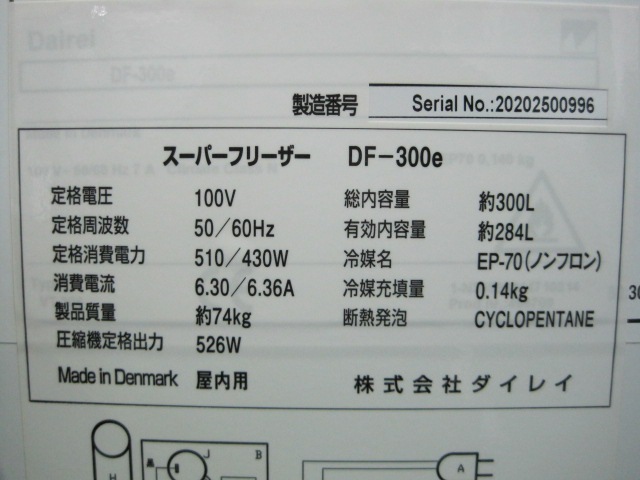 Dairei
DF-300e
製造番号 Serial No.:20202500996
スーパーフリーザー DF-300e
定格電圧 100V 総内容量 約300L
定格周波数 50/60Hz 有効内容量 約284L
定格消費電力 510/430W 冷媒名 EP-70(ノンフロン)
消費電流 6.30/6.36A 冷媒充填量 0.14kg
製品質量 約74kg 断熱発泡 CYCLOPENTANE
圧縮機定格出力 526W
Made in Denmark 屋内用 株式会社ダイレイ
J B
黒
H A